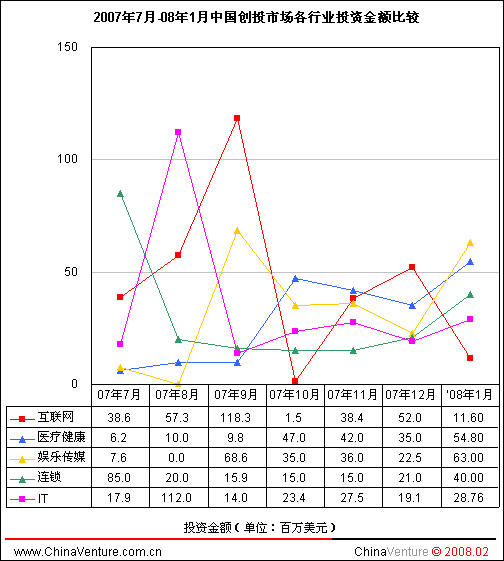 2007年7月-08年1月中国创投市场各行业投资金额比较
150
100
50
0
07年7月 07年8月 07年9月 07年10月 07年11月 07年12月 '08年1月
互联网 38.6 57.3 118.3 1.5 38.4 52.0 11.60
医疗健康 6.2 10.0 9.8 47.0 42.0 35.0 54.80
娱乐传媒 7.6 0.0 68.6 35.0 36.0 22.5 63.00
连锁 85.0 20.0 15.9 15.0 15.0 21.0 40.00
IT 17.9 112.0 14.0 23.4 27.5 19.1 28.76
投资金额（单位：百万美元）
www.ChinaVenture.com.cn ChinaVenture © 2008.02